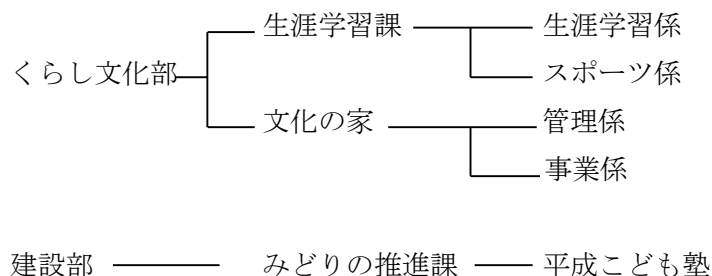 生涯学習課 生涯学習係
くらし文化部 スポーツ係
文化の家 管理係
事業係
建設部 みどりの推進課 平成こども塾